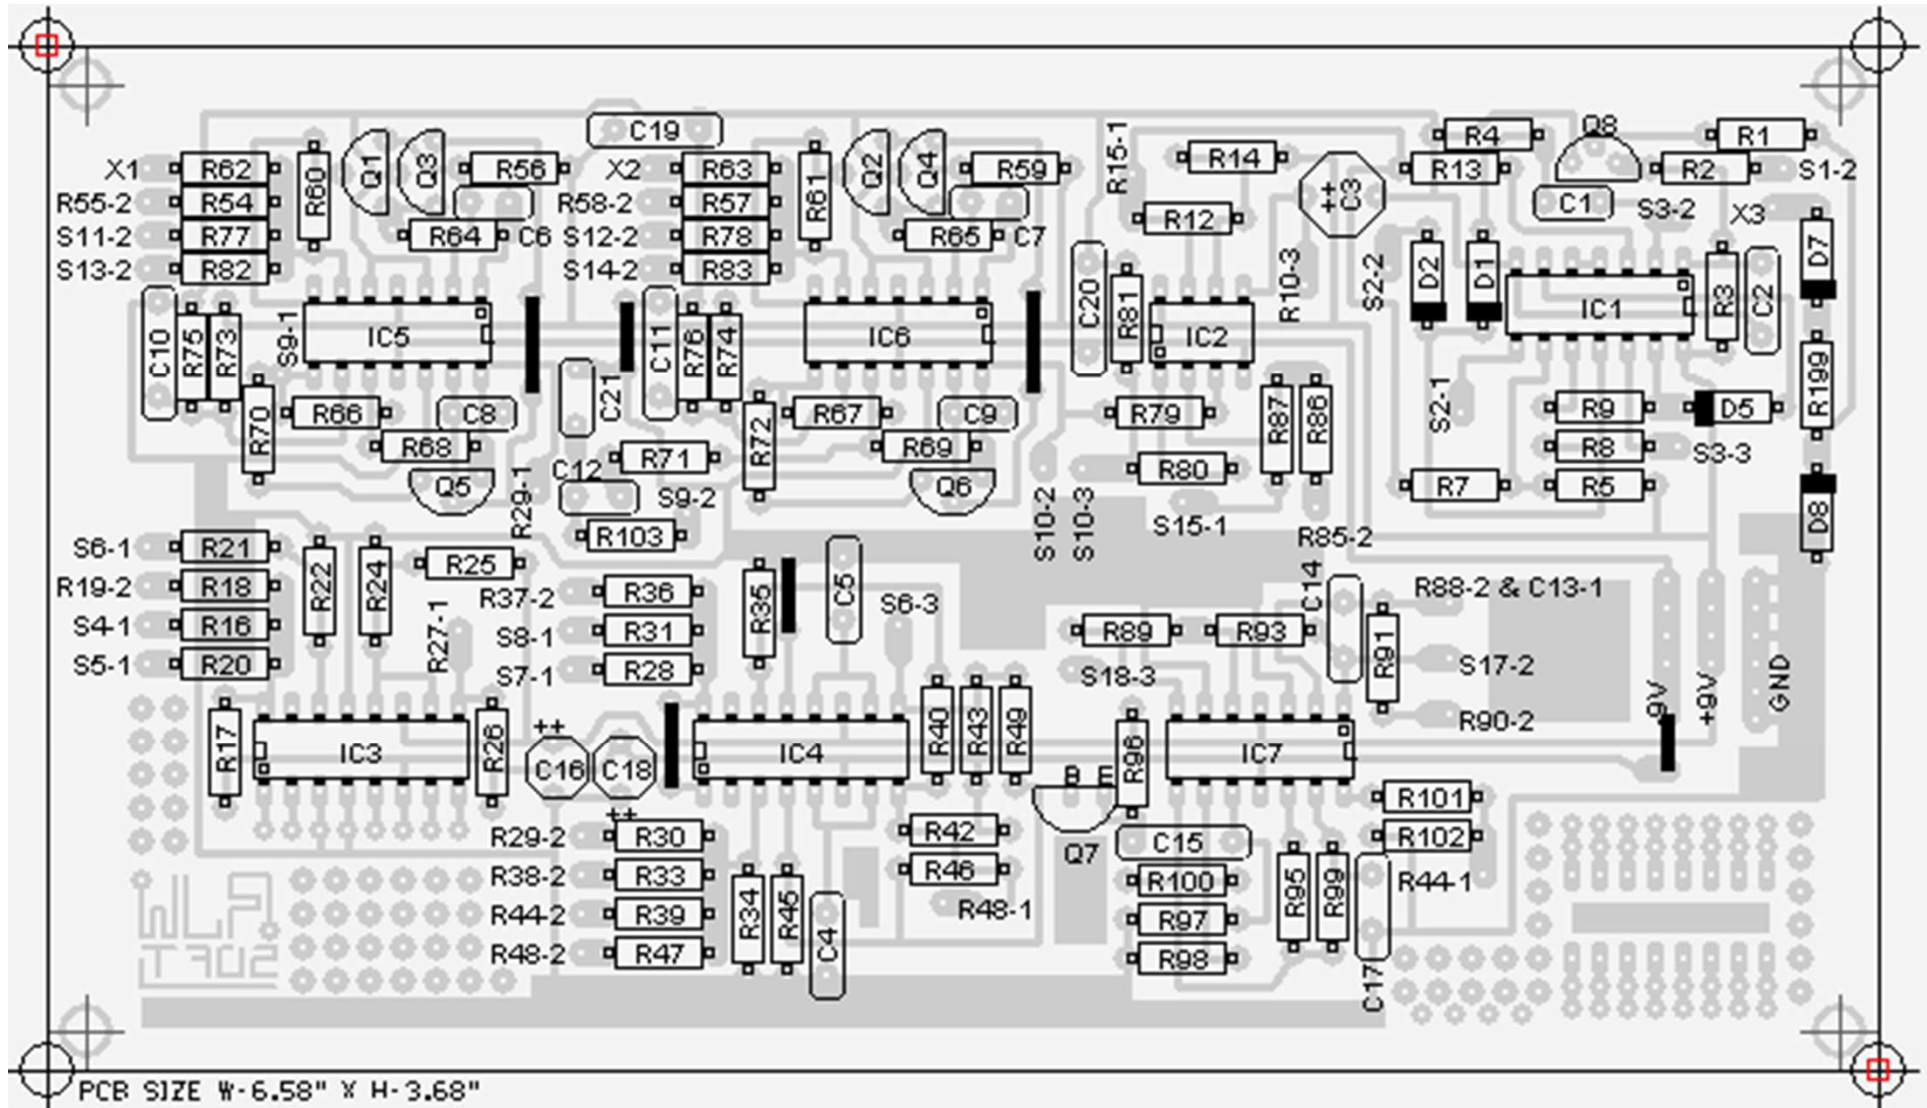 C19
R15-1
R4
Q8
R1
X1
R62
R60
Q1
Q3
R56
X2
R63
R61
Q2
Q4
R59
R14
R13
R2
S1-2
R55-2
R54
R58-2
R57
R12
++
C3
C1
S3-2
X3
S11-2
R77
R64
C6
S12-2
R78
R65
C7
S13-2
R82
S14-2
R83
R10-3
S2-2
D2
D1
D7
C10
R75
R73
S9-1
IC5
C11
R76
R74
IC6
C20
R81
IC2
IC1
R3
C2
R70
R66
C8
C21
R72
R67
C9
R79
R87
R86
S2-1
R9
D5
R199
R68
R71
R69
R80
R8
S3-3
Q5
R29-1
C12
S9-2
Q6
S10-2
S10-3
S15-1
R7
R5
D8
S6-1
R21
R103
R85-2
R19-2
R18
R22
R24
R25
R37-2
R36
R35
C5
S6-3
C14
R88-2 & C13-1
S4-1
R16
R27-1
S8-1
R31
R89
R93
R91
S5-1
R20
S7-1
R28
S18-3
S17-2
9V
+9V
GND
R17
IC3
R26
++
C16
C18
++
IC4
R40
R43
R49
R96
IC7
R90-2
B E
Q7
R101
R29-2
R30
R42
C15
R102
R38-2
R33
R46
R100
R95
R99
R44-1
R44-2
R39
R34
R45
C4
R48-1
R97
R48-2
R47
R98
C17
PCB SIZE W-6.58" X H-3.68"